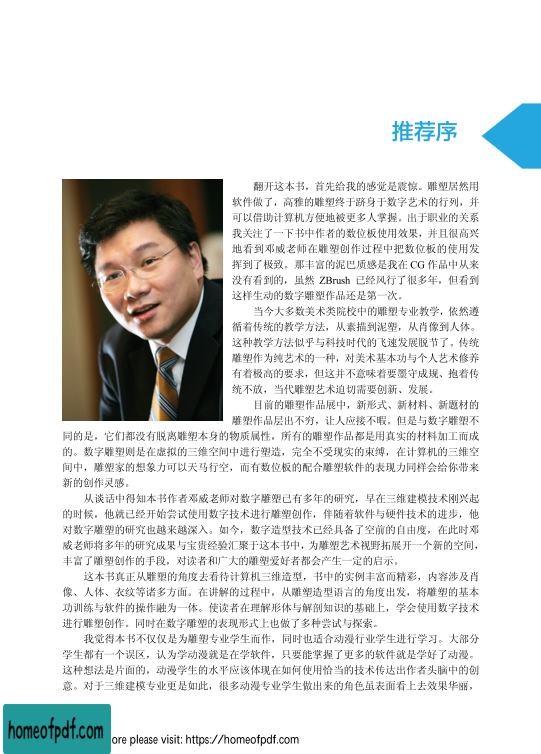 推荐序
翻开这本书，首先给我的感觉是震惊。雕塑居然用
软件做了，高雅的雕塑终于跻身于数字艺术的行列，并
可以借助计算机方便地被更多人掌握。出于职业的关系
我关注了一下书中作者的数位板使用效果，并且很高兴
地看到邓威老师在雕塑创作过程中把数位板的使用发
挥到了极致。那丰富的泥巴质感是我在 CG 作品中从来
没有看到的，虽然 ZBrush 已经风行了很多年，但看到
这样生动的数字雕塑作品还是第一次。
当今大多数美术类院校中的雕塑专业教学，依然遵
循着传统的教学方法，从素描到泥塑，从肖像到人体。
这种教学方法似乎与科技时代的飞速发展脱节了。传统
雕塑作为纯艺术的一种，对美术基本功与个人艺术修养
有着极高的要求，但这并不意味着要墨守成规、抱着传
统不放，当代雕塑艺术迫切需要创新、发展。
目前的雕塑作品展中，新形式、新材料、新题材的
雕塑作品层出不穷，让人应接不暇。但是与数字雕塑不
同的是，它们都没有脱离雕塑本身的物质属性，所有的雕塑作品都是用真实的材料加工而成
的。数字雕塑则是在虚拟的三维空间中进行塑造，完全不受现实的束缚，在计算机的三维空
间中，雕塑家的想象力可以天马行空，而有数位板的配合雕塑软件的表现力同样会给你带来
新的创作灵感。
从谈话中得知本书作者邓威老师对数字雕塑已有多年的研究，早在三维建模技术刚兴起
的时候，他就已经开始尝试使用数字技术进行雕塑创作，伴随着软件与硬件技术的进步，他
对数字雕塑的研究也越来越深入。如今，数字造型技术已经具备了空前的自由度，在此时邓
威老师将多年的研究成果与宝贵经验汇聚于这本书中，为雕塑艺术视野拓展开一个新的空间，
丰富了雕塑创作的手段，对读者和广大的雕塑爱好者都会产生一定的启示。
这本书真正从雕塑的角度去看待计算机三维造型，书中的实例丰富而精彩，内容涉及肖
像、人体、衣纹等诸多方面。在讲解的过程中，从雕塑造型语言的角度出发，将雕塑的基本
功训练与软件的操作融为一体。使读者在理解形体与解剖知识的基础上，学会使用数字技术
进行雕塑创作。同时在数字雕塑的表现形式上也做了多种尝试与探索。
我觉得本书不仅仅是为雕塑专业学生而作，同时也适合动漫行业学生进行学习。大部分
学生都有一个误区，认为学动漫就是在学软件，只要能掌握了更多的软件就是学好了动漫。
这种想法是片面的，动漫学生的水平应该体现在如何使用恰当的技术传达出作者头脑中的创
意。对于三维建模专业更是如此，很多动漫专业学生做出来的角色虽表面看上去效果华丽，
homeofpdf.com
ore please visit: https://homeofpdf.com